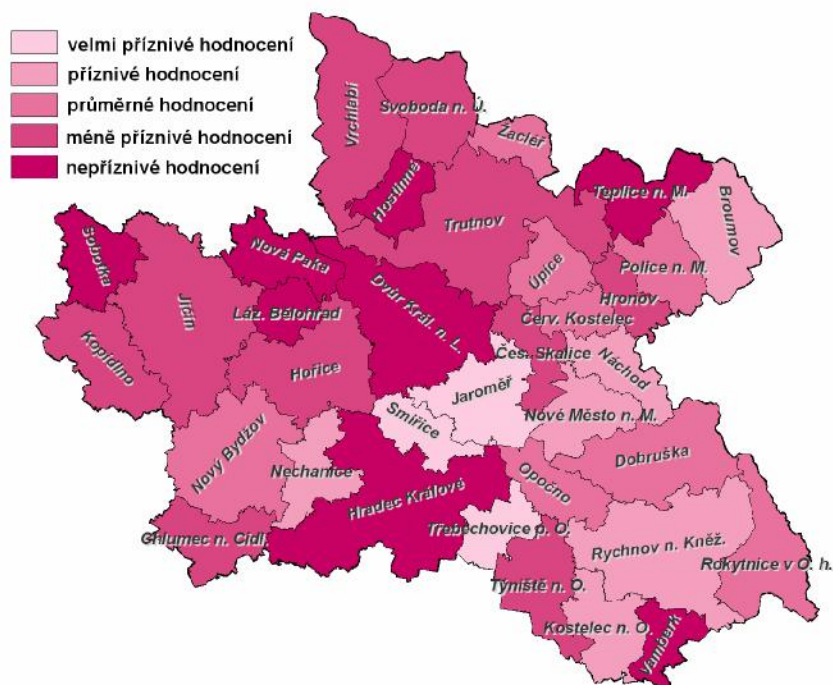 velmi příznivé hodnocení
příznivé hodnocení
průměrné hodnocení
méně příznivé hodnocení
nepříznivé hodnocení
Vrchlabí
Svoboda n. Ú.
Žacléř
Hostinné
Teplice n. M.
Broumov
Trutnov
Sobotka
Nová Paka
Úpice
Police n. M.
Hronov
Jičín
Láz. Bělohrad
Dvůr Král. n. L.
Červ. Kostelec
Kopidlno
Hořice
Čes. Skalice
Náchod
Jaroměř
Smiřice
Nové Město n. M.
Nový Bydžov
Nechanice
Dobruška
Opočno
Hradec Králové
Třebechovice p. O.
Chlumec n. Cidl.
Rychnov n. Kněž.
Rokytnice v O. h.
Týniště n. O.
Kostelec n. O.
Vamberk